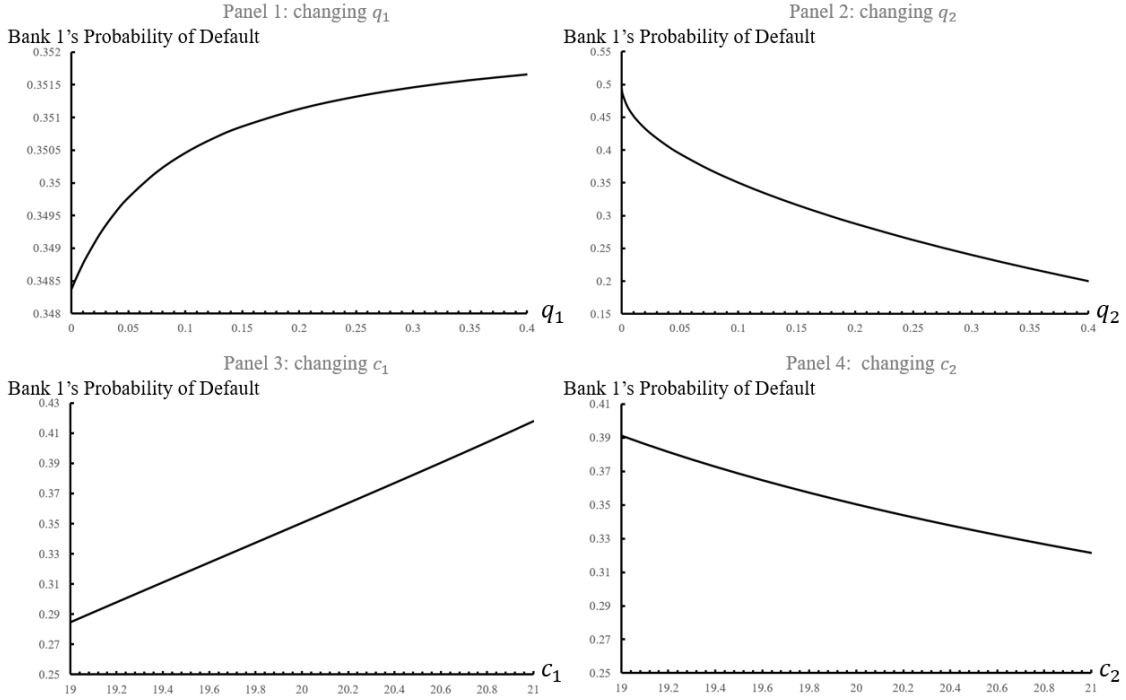 Panel 1: changing q₁
Bank 1's Probability of Default
0.352
0.3515
0.351
0.3505
0.35
0.3495
0.349
0.3485
0.348
0 0.05 0.1 0.15 0.2 0.25 0.3 0.35 0.4
q₁
Panel 2: changing q₂
Bank 1's Probability of Default
0.55
0.5
0.45
0.4
0.35
0.3
0.25
0.2
0.15
0 0.05 0.1 0.15 0.2 0.25 0.3 0.35 0.4
q₂
Panel 3: changing c₁
Bank 1's Probability of Default
0.43
0.41
0.39
0.37
0.35
0.33
0.31
0.29
0.27
0.25
19 19.2 19.4 19.6 19.8 20 20.2 20.4 20.6 20.8 21
c₁
Panel 4: changing c₂
Bank 1's Probability of Default
0.41
0.39
0.37
0.35
0.33
0.31
0.29
0.27
0.25
19 19.2 19.4 19.6 19.8 20 20.2 20.4 20.6 20.8 21
c₂